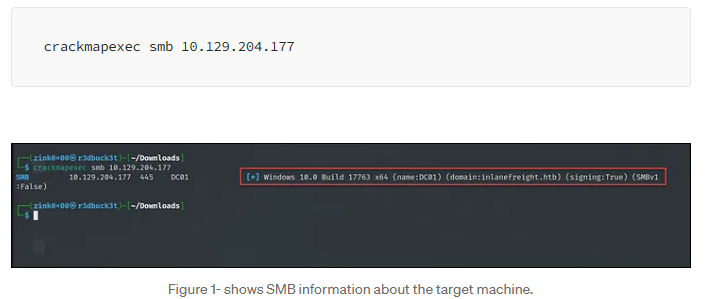 crackmapexec smb 10.129.204.177
(zink0×00㉿r3dbuck3t)-[~/Downloads]
$ crackmapexec smb 10.129.204.177
SMB 10.129.204.177 445 DC01 [+] Windows 10.0 Build 17763 x64 (name:DC01) (domain:inlanefreight.htb) (signing:True) (SMBv1
:False)
(zink0×00㉿r3dbuck3t)-[~/Downloads]
$
Figure 1- shows SMB information about the target machine.